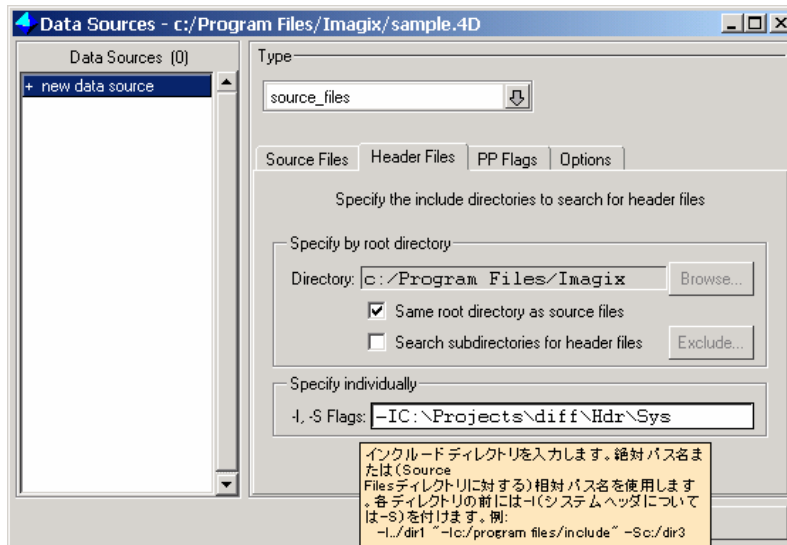 Data Sources - c:/Program Files/Imagix/sample.4D
Data Sources (0)
+ new data source
Type
source_files
Source Files
Header Files
PP Flags
Options
Specify the include directories to search for header files
Specify by root directory
Directory: c:/Program Files/Imagix
Browse...
Same root directory as source files
Search subdirectories for header files
Exclude...
Specify individually
-I, -S Flags: -IC:\Projects\diff\Hdr\Sys
インクルードディレクトリを入力します。絶対パス名ま
たは(Source
Filesディレクトリに対する)相対パス名を使用します
。各ディレクトリの前には-I(システムヘッダについて
は-S)を付けます。例:
-I../dir1 "-Ic:/program files/include" -Sc:/dir3